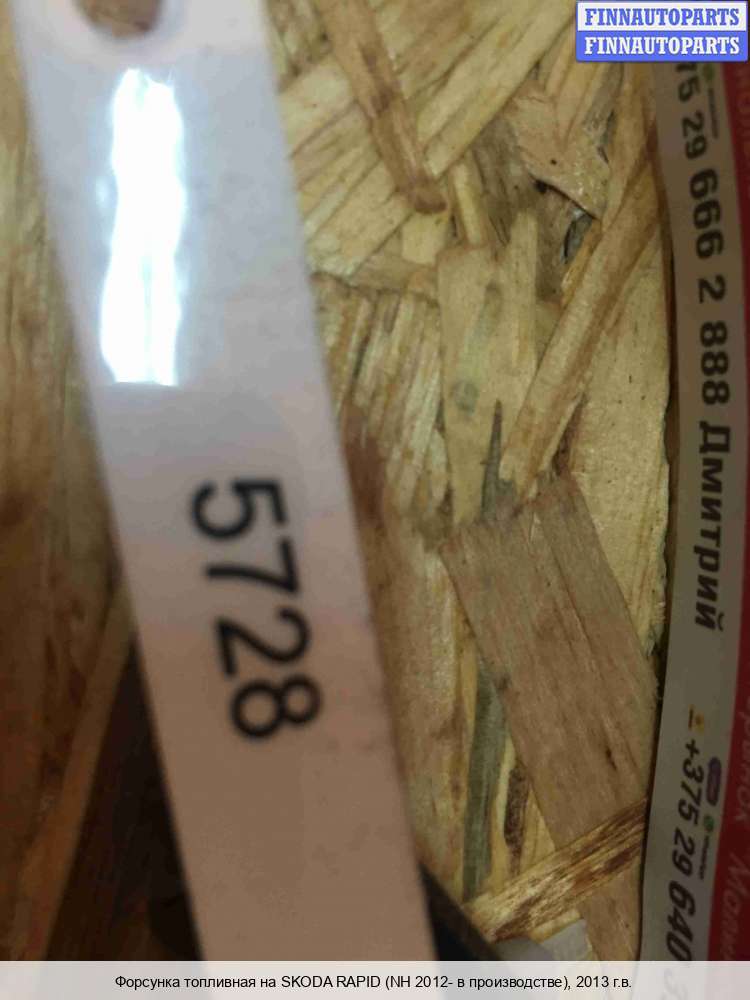 FINNAUTOPARTS
FINNAUTOPARTS
75 29 666 2 888 Дмитрий
5728
+375 29 640
Форсунка топливная на SKODA RAPID (NH 2012- в производстве), 2013 г.в.